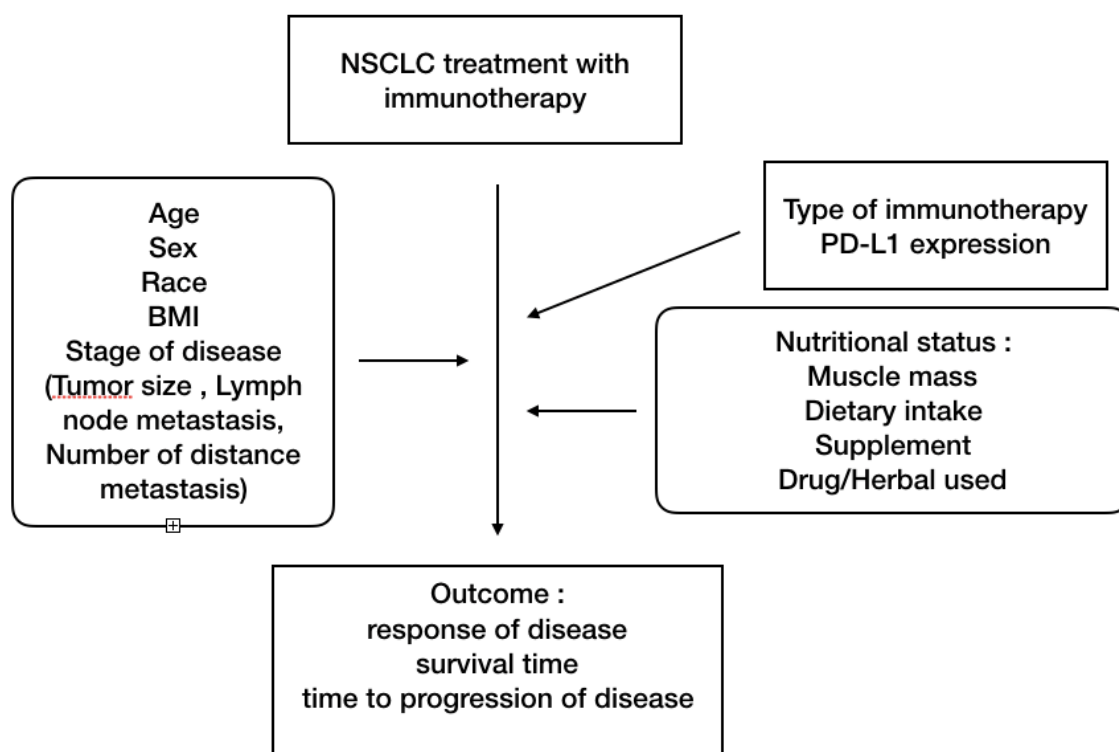 NSCLC treatment with
immunotherapy
Age
Sex
Race
BMI
Stage of disease
(Tumor size , Lymph
node metastasis,
Number of distance
metastasis)
Type of immunotherapy
PD-L1 expression
Nutritional status :
Muscle mass
Dietary intake
Supplement
Drug/Herbal used
Outcome :
response of disease
survival time
time to progression of disease